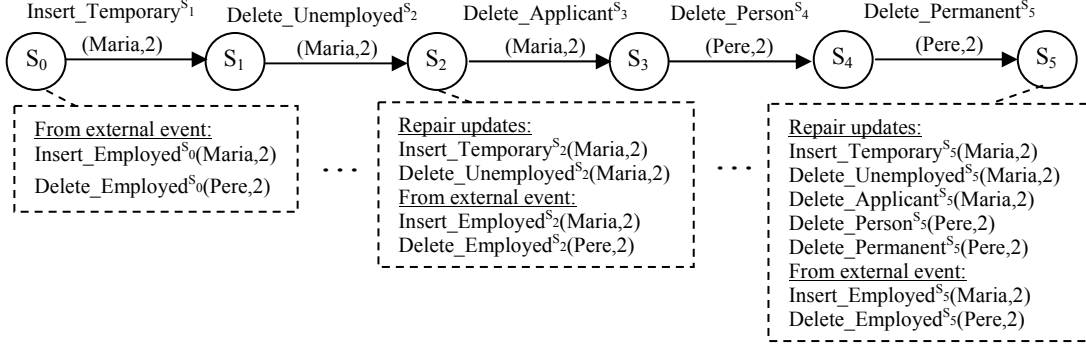 Insert_Temporary^S₁ Delete_Unemployed^S₂ Delete_Applicant^S₃ Delete_Person^S₄ Delete_Permanent^S₅
(Maria,2) (Maria,2) (Maria,2) (Pere,2) (Pere,2)
S₀ S₁ S₂ S₃ S₄ S₅
From external event:
Insert_Employed^S₀(Maria,2)
Delete_Employed^S₀(Pere,2)
...
Repair updates:
Insert_Temporary^S₂(Maria,2)
Delete_Unemployed^S₂(Maria,2)
From external event:
Insert_Employed^S₂(Maria,2)
Delete_Employed^S₂(Pere,2)
...
Repair updates:
Insert_Temporary^S₅(Maria,2)
Delete_Unemployed^S₅(Maria,2)
Delete_Applicant^S₅(Maria,2)
Delete_Person^S₅(Pere,2)
Delete_Permanent^S₅(Pere,2)
From external event:
Insert_Employed^S₅(Maria,2)
Delete_Employed^S₅(Pere,2)